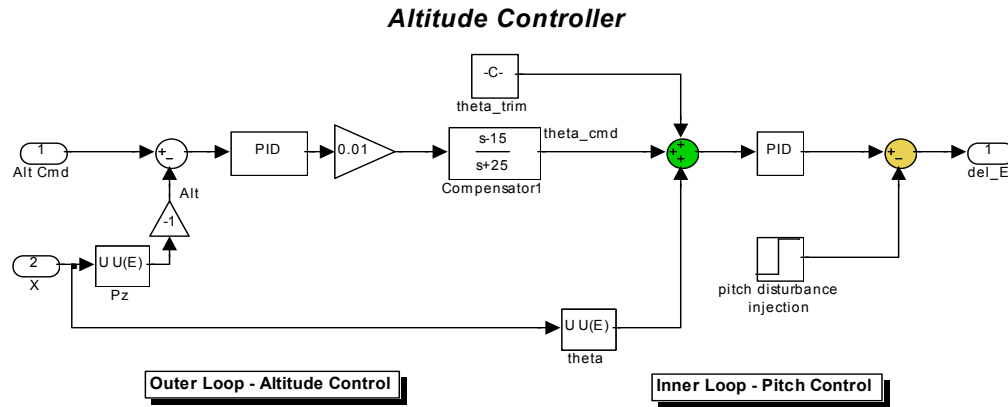 Altitude Controller
-C-
theta_trim
1
Alt Cmd
+
−
PID
0.01
s-15
s+25
Compensator1
theta_cmd
+
+
+
PID
+
−
1
del_E
Alt
-1
2
X
U U(E)
Pz
pitch disturbance
injection
U U(E)
theta
Outer Loop - Altitude Control
Inner Loop - Pitch Control